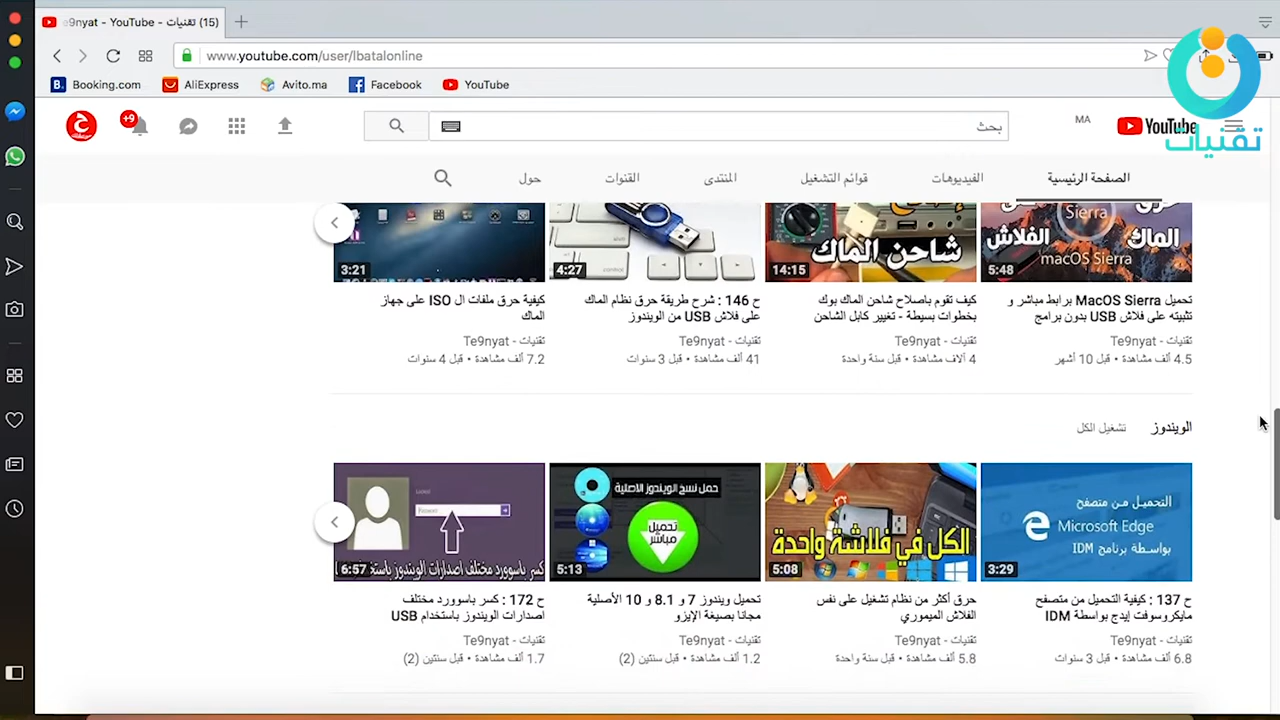 (15) تقنيات - Te9nyat - YouTube
www.youtube.com/user/lbatalonline
Booking.com
AliExpress
Avito.ma
Facebook
YouTube
تقنيات
YouTube
MA
بحث
+9
الصفحة الرئيسية
الفيديوهات
قوائم التشغيل
المنتدى
القنوات
حول
Sierra
الماك
الفلاش
macOS Sierra
5:48
شاحن الماك
14:15
4:27
3:21
تحميل MacOS Sierra برابط مباشر و
تثبيته على فلاش USB بدون برامج
تقنيات - Te9nyat
4.5 ألف مشاهدة • قبل 10 أشهر
كيف تقوم باصلاح شاحن الماك بوك
بخطوات بسيطة - تغيير كابل الشاحن
تقنيات - Te9nyat
4 آلاف مشاهدة • قبل سنة واحدة
ح 146 : شرح طريقة حرق نظام الماك
على فلاش USB من الويندوز
تقنيات - Te9nyat
41 ألف مشاهدة • قبل 3 سنوات
كيفية حرق ملفات ال ISO على جهاز
الماك
تقنيات - Te9nyat
7.2 ألف مشاهدة • قبل 4 سنوات
الويندوز
تشغيل الكل
التحميل من متصفح
Microsoft Edge
بواسطة برنامج IDM
3:29
الكل في فلاشة واحدة
5:08
حمل نسخ الويندوز الاصلية
تحميل
مباشر
5:13
كسر باسوورد مختلف اصدارات الويندوز
6:57
ح 137 : كيفية التحميل من متصفح
مايكروسوفت إيدج بواسطة IDM
تقنيات - Te9nyat
6.8 ألف مشاهدة • قبل 3 سنوات
حرق أكثر من نظام تشغيل على نفس
الفلاش الميموري
تقنيات - Te9nyat
5.8 ألف مشاهدة • قبل سنة واحدة
تحميل ويندوز 7 و 8.1 و 10 الأصلية
مجانا بصيغة الإيزو
تقنيات - Te9nyat
1.2 ألف مشاهدة • قبل سنتين (2)
ح 172 : كسر باسوورد مختلف
اصدارات الويندوز باستخدام USB
تقنيات - Te9nyat
1.7 ألف مشاهدة • قبل سنتين (2)